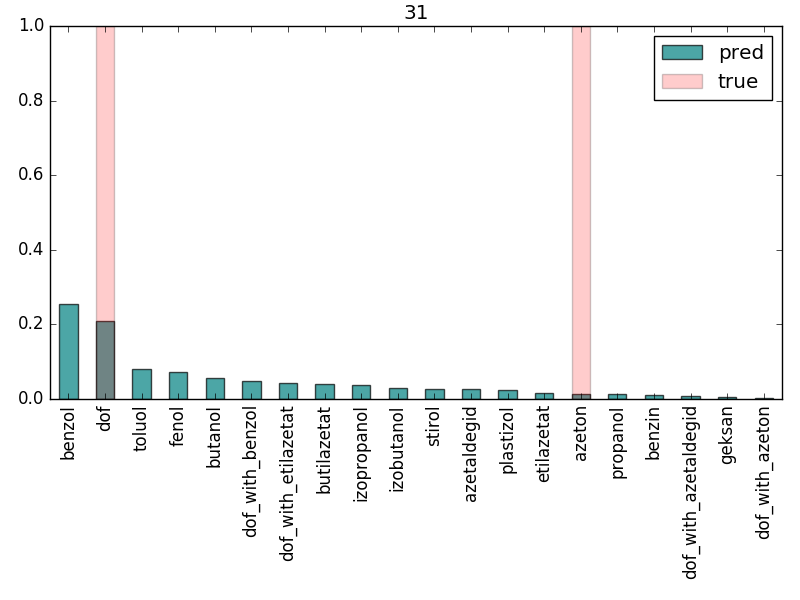 31
1.0
0.8
0.6
0.4
0.2
0.0
pred
true
benzol
dof
toluol
fenol
butanol
dof_with_benzol
dof_with_etilazetat
butilazetat
izopropanol
izobutanol
stirol
azetaldegid
plastizol
etilazetat
azeton
propanol
benzin
dof_with_azetaldegid
geksan
dof_with_azeton